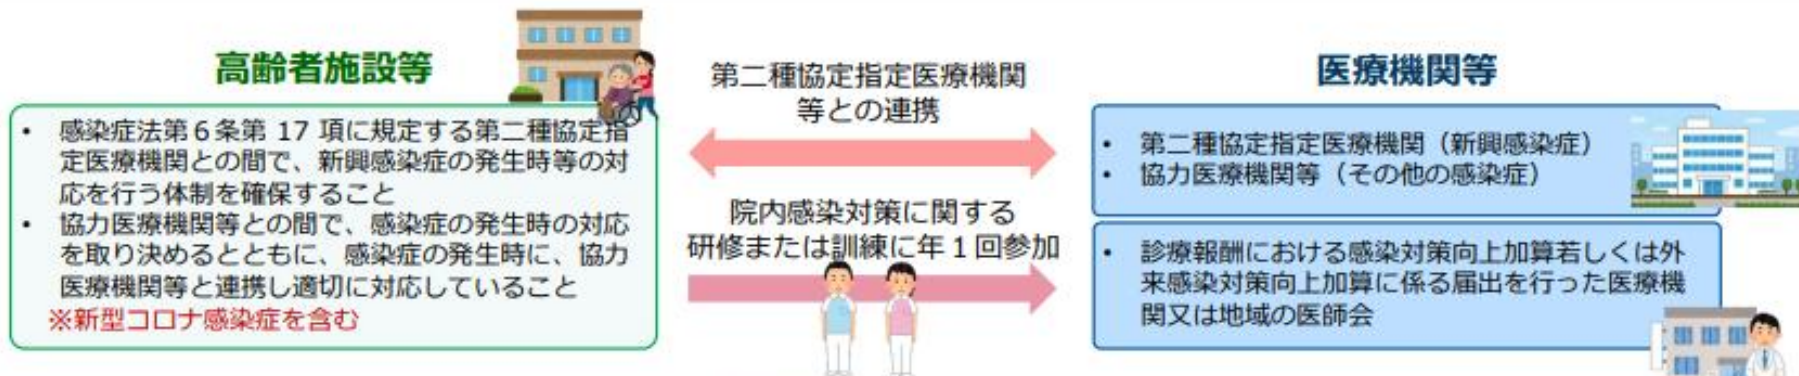 高齢者施設等
・ 感染症法第６条第 17 項に規定する第二種協定指
定医療機関との間で、新興感染症の発生時等の対
応を行う体制を確保すること
・ 協力医療機関等との間で、感染症の発生時の対応
を取り決めるとともに、感染症の発生時に、協力
医療機関等と連携し適切に対応していること
※新型コロナ感染症を含む
第二種協定指定医療機関
等との連携
院内感染対策に関する
研修または訓練に年１回参加
医療機関等
・ 第二種協定指定医療機関（新興感染症）
・ 協力医療機関等（その他の感染症）
・ 診療報酬における感染対策向上加算若しくは外
来感染対策向上加算に係る届出を行った医療機
関又は地域の医師会